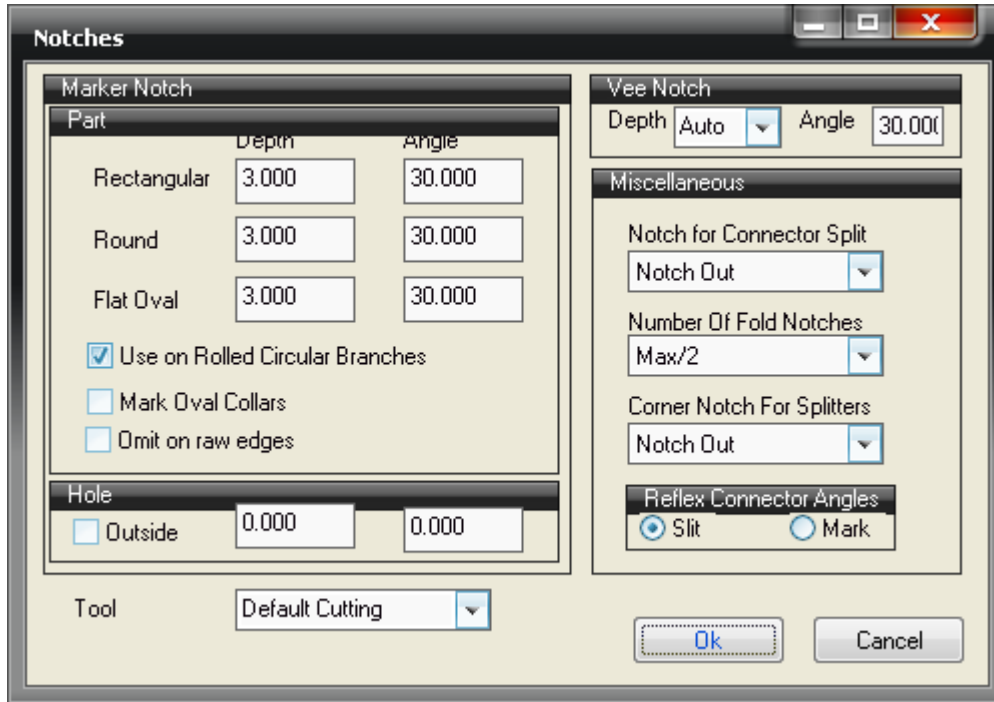 Notches
Marker Notch
Part
Depth Angle
Rectangular 3.000 30.000
Round 3.000 30.000
Flat Oval 3.000 30.000
Use on Rolled Circular Branches
Mark Oval Collars
Omit on raw edges
Hole
Outside 0.000 0.000
Tool Default Cutting
Vee Notch
Depth Auto Angle 30.00(
Miscellaneous
Notch for Connector Split
Notch Out
Number Of Fold Notches
Max/2
Corner Notch For Splitters
Notch Out
Reflex Connector Angles
Slit Mark
Ok Cancel